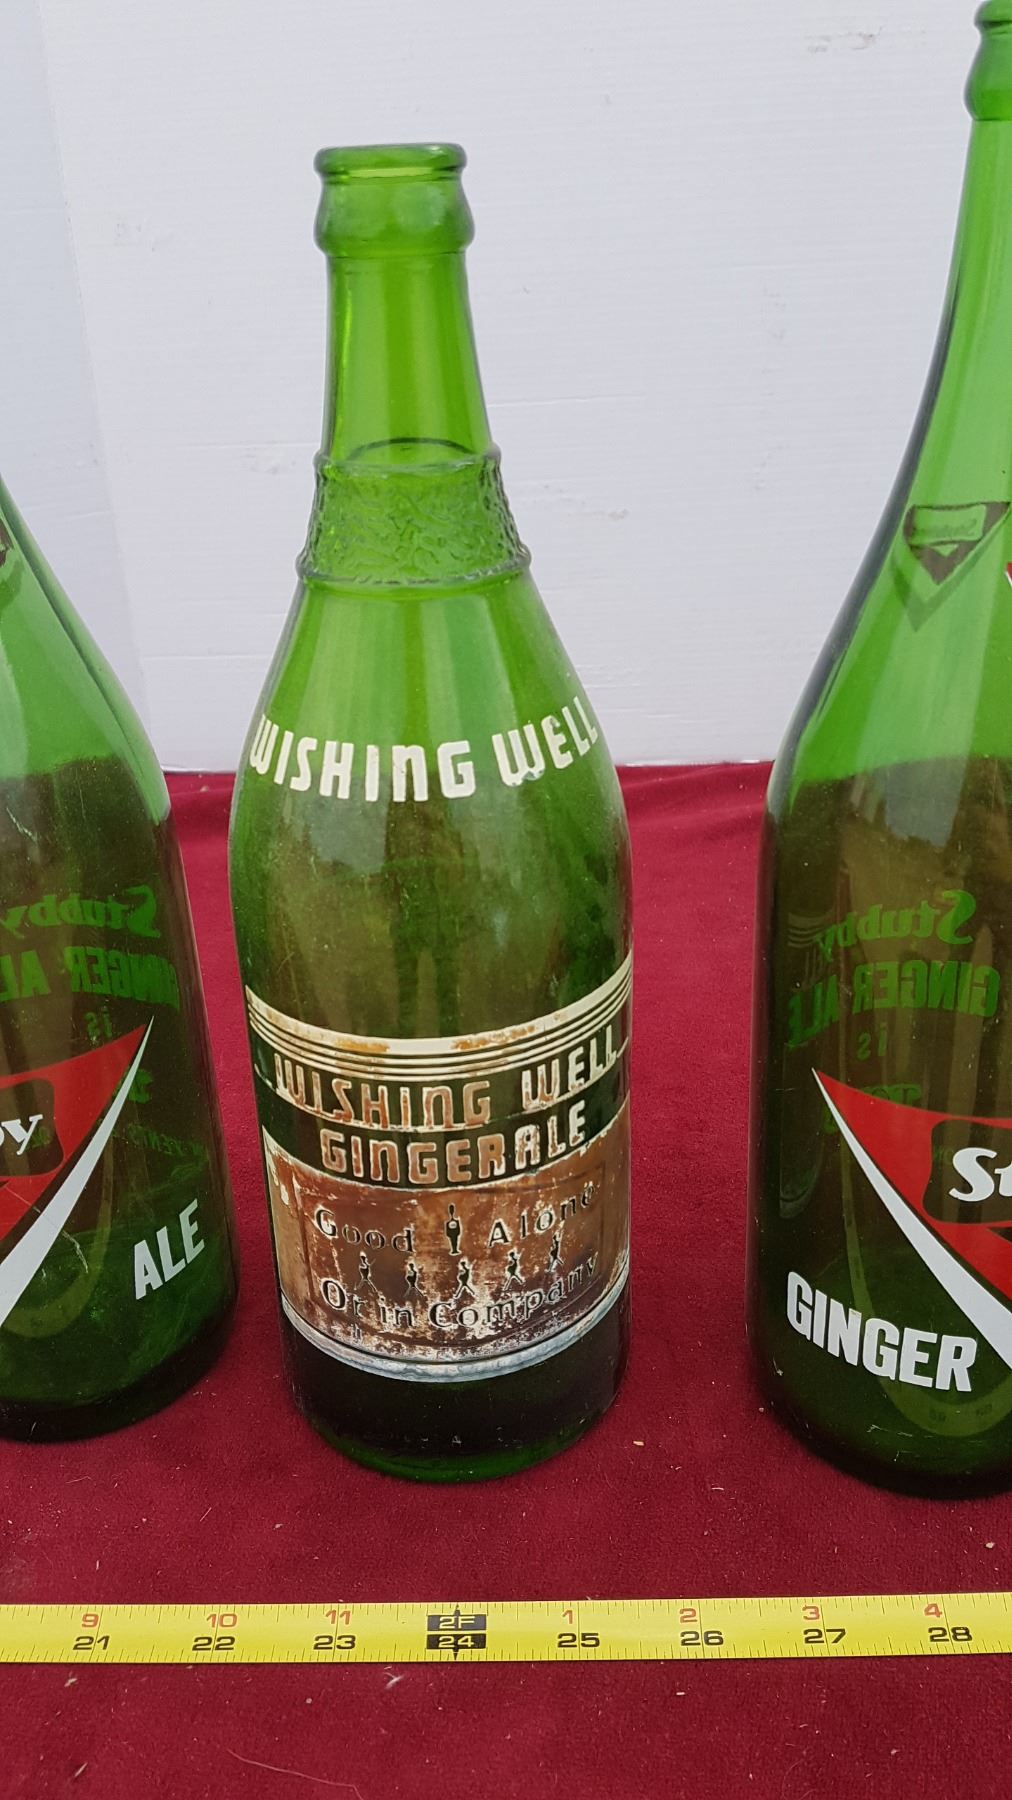 WISHING WELL
WISHING WELL
GINGER ALE
Good Alone
Or in Company
Stubby
GINGER
is
ALE
Stubby
GINGER ALE
is
GINGER
9 10 11 2F 1 2 3 4
21 22 23 24 25 26 27 28